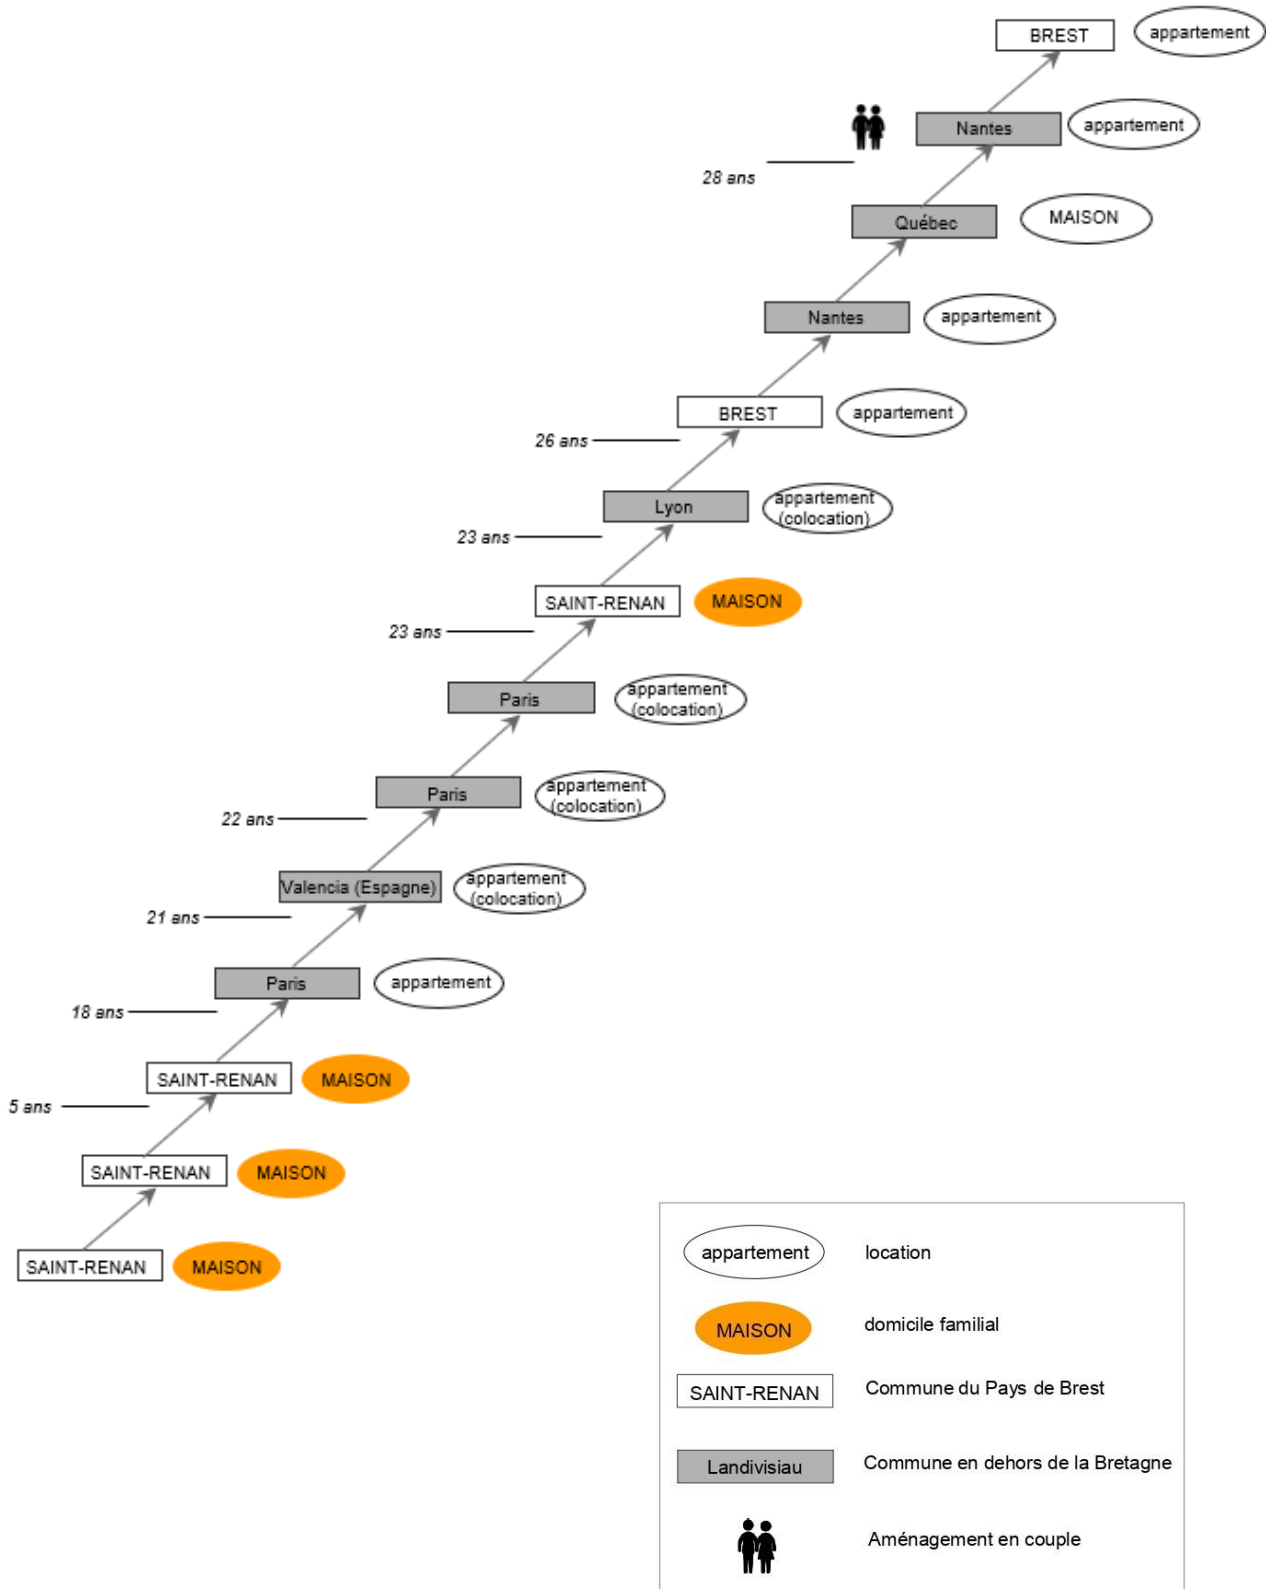 BREST
appartement
Nantes
appartement
28 ans
Québec
MAISON
Nantes
appartement
BREST
appartement
26 ans
Lyon
appartement
(colocation)
23 ans
SAINT-RENAN
MAISON
23 ans
Paris
appartement
(colocation)
Paris
appartement
(colocation)
22 ans
Valencia (Espagne)
appartement
(colocation)
21 ans
Paris
appartement
18 ans
SAINT-RENAN
MAISON
5 ans
SAINT-RENAN
MAISON
SAINT-RENAN
MAISON
appartement
location
MAISON
domicile familial
SAINT-RENAN
Commune du Pays de Brest
Landivisiau
Commune en dehors de la Bretagne
Aménagement en couple